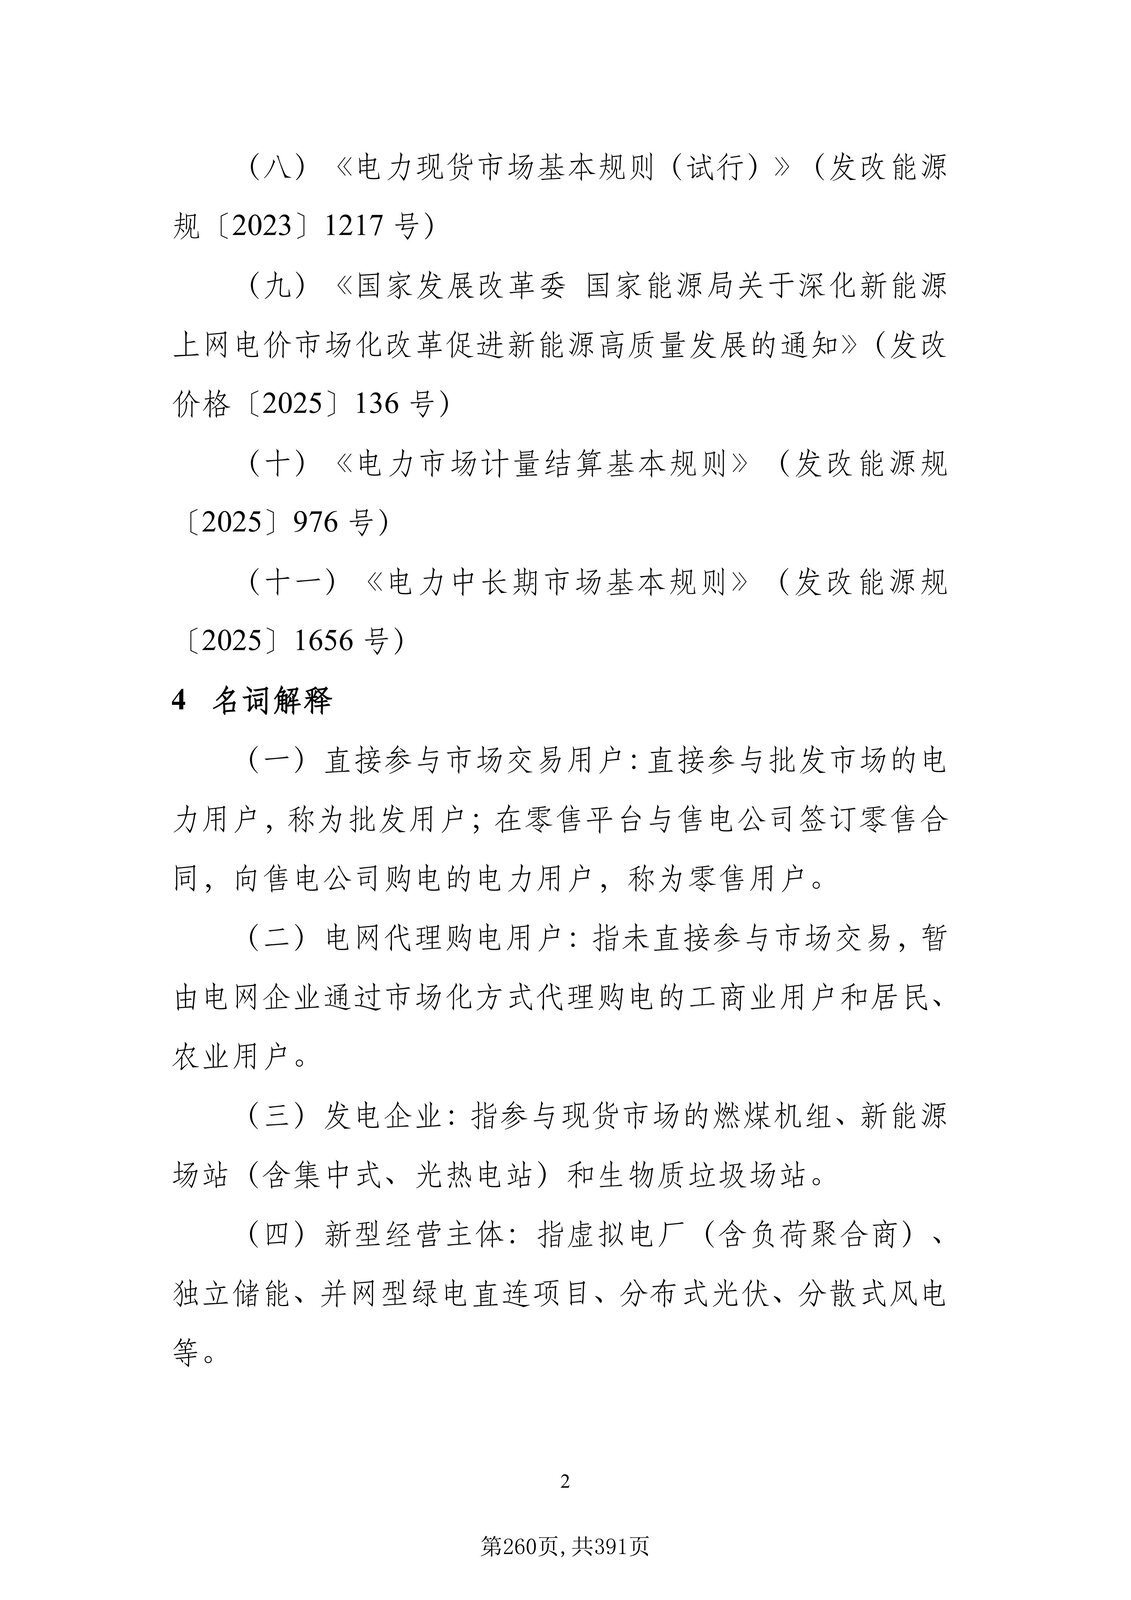 （八）《电力现货市场基本规则（试行）》（发改能源
规〔2023〕1217 号）
（九）《国家发展改革委 国家能源局关于深化新能源
上网电价市场化改革促进新能源高质量发展的通知》（发改
价格〔2025〕136 号）
（十）《电力市场计量结算基本规则》（发改能源规
〔2025〕976 号）
（十一）《电力中长期市场基本规则》（发改能源规
〔2025〕1656 号）
4 名词解释
（一）直接参与市场交易用户：直接参与批发市场的电
力用户，称为批发用户；在零售平台与售电公司签订零售合
同，向售电公司购电的电力用户，称为零售用户。
（二）电网代理购电用户：指未直接参与市场交易，暂
由电网企业通过市场化方式代理购电的工商业用户和居民、
农业用户。
（三）发电企业：指参与现货市场的燃煤机组、新能源
场站（含集中式、光热电站）和生物质垃圾场站。
（四）新型经营主体：指虚拟电厂（含负荷聚合商）、
独立储能、并网型绿电直连项目、分布式光伏、分散式风电
等。
2
第260页,共391页